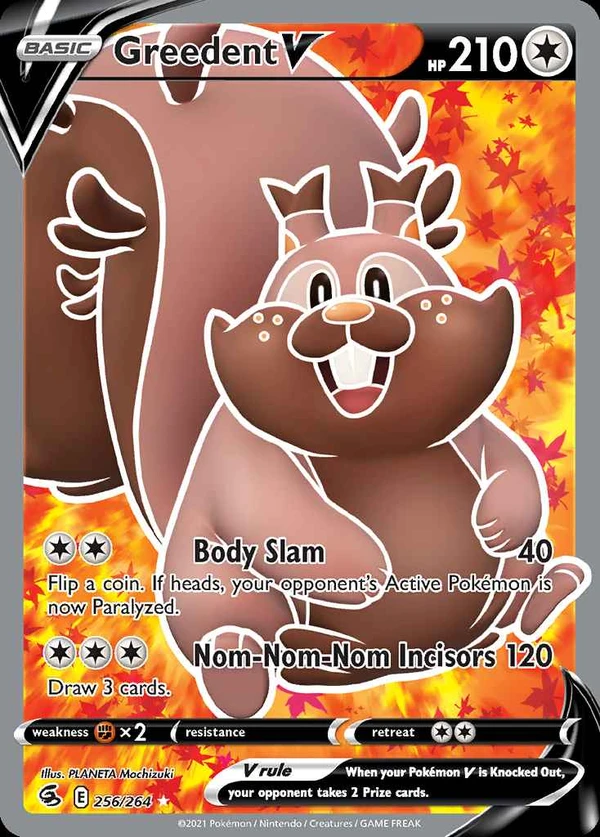 BASIC Greedent V HP 210
Body Slam 40
Flip a coin. If heads, your opponent's Active Pokémon is
now Paralyzed.
Nom-Nom-Nom Incisors 120
Draw 3 cards.
weakness ×2 resistance retreat
Illus. PLANETA Mochizuki
E 256/264
V rule When your Pokémon V is Knocked Out,
your opponent takes 2 Prize cards.
©2021 Pokémon / Nintendo / Creatures / GAME FREAK